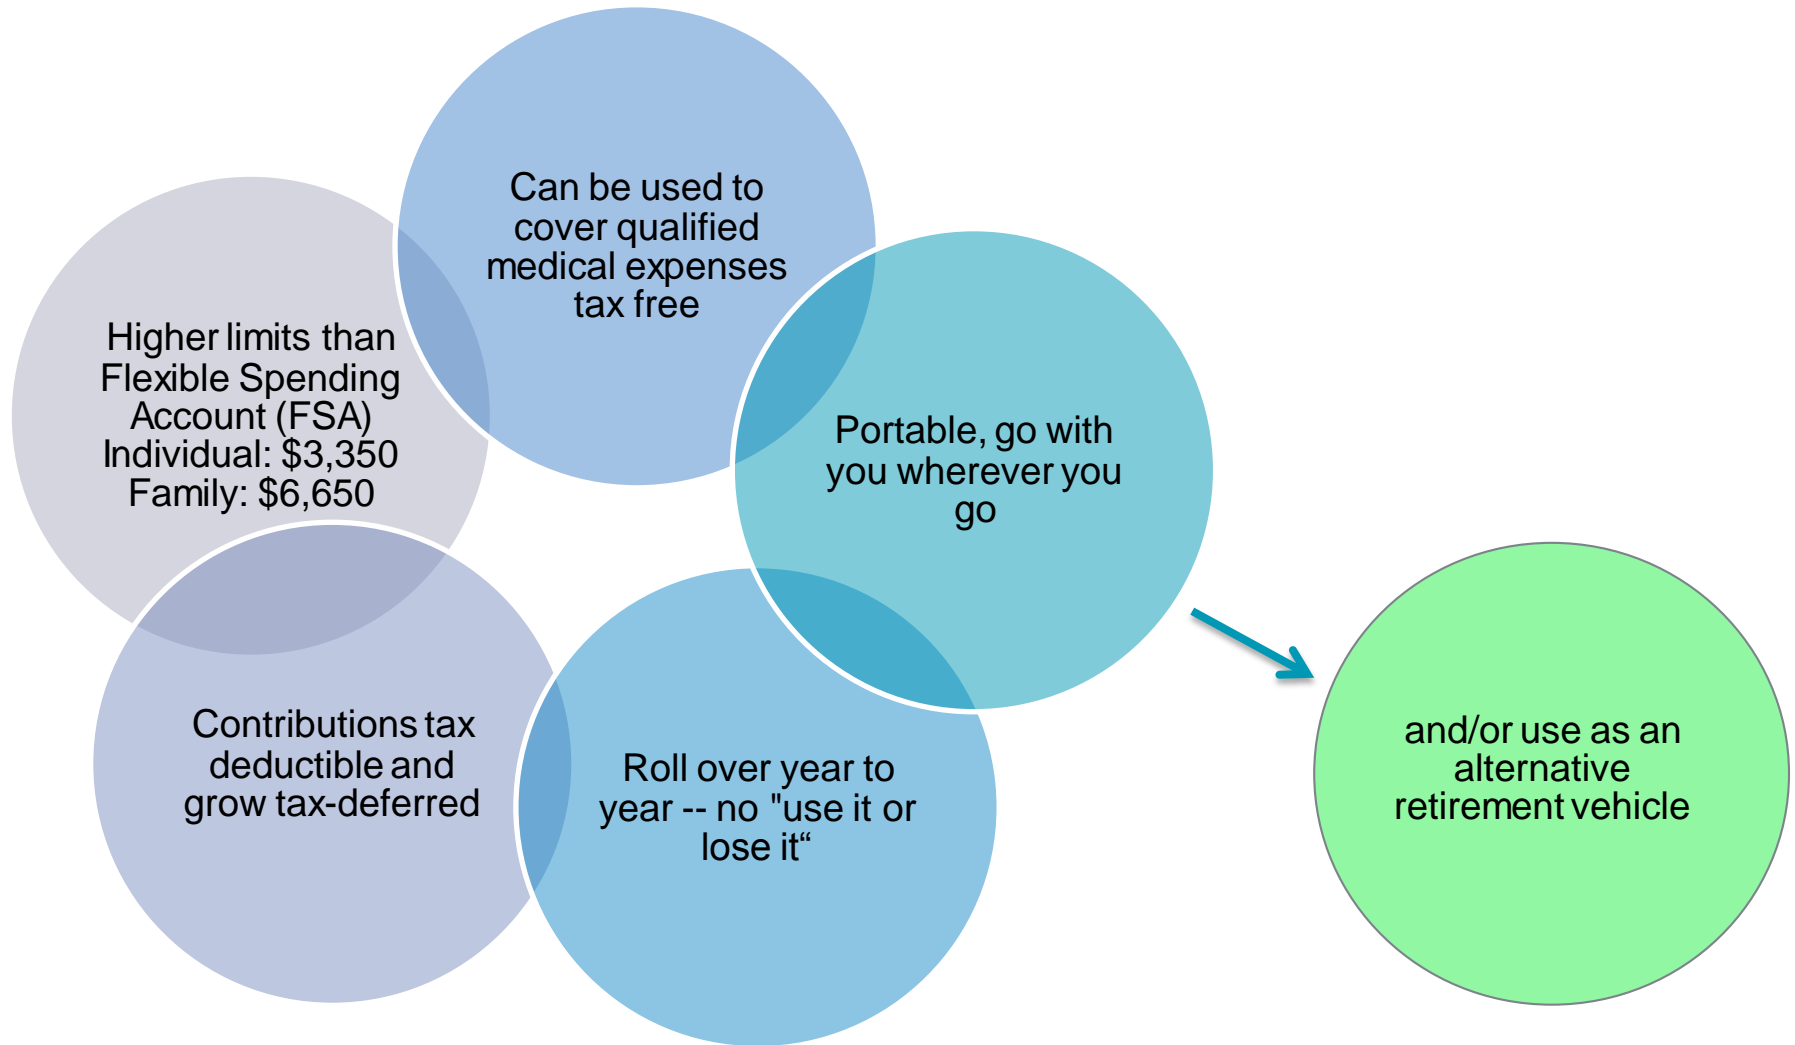 Can be used to
cover qualified
medical expenses
tax free
Higher limits than
Flexible Spending
Account (FSA)
Individual: $3,350
Family: $6,650
Portable, go with
you wherever you
go
Contributions tax
deductible and
grow tax-deferred
Roll over year to
year -- no "use it or
lose it“
and/or use as an
alternative
retirement vehicle